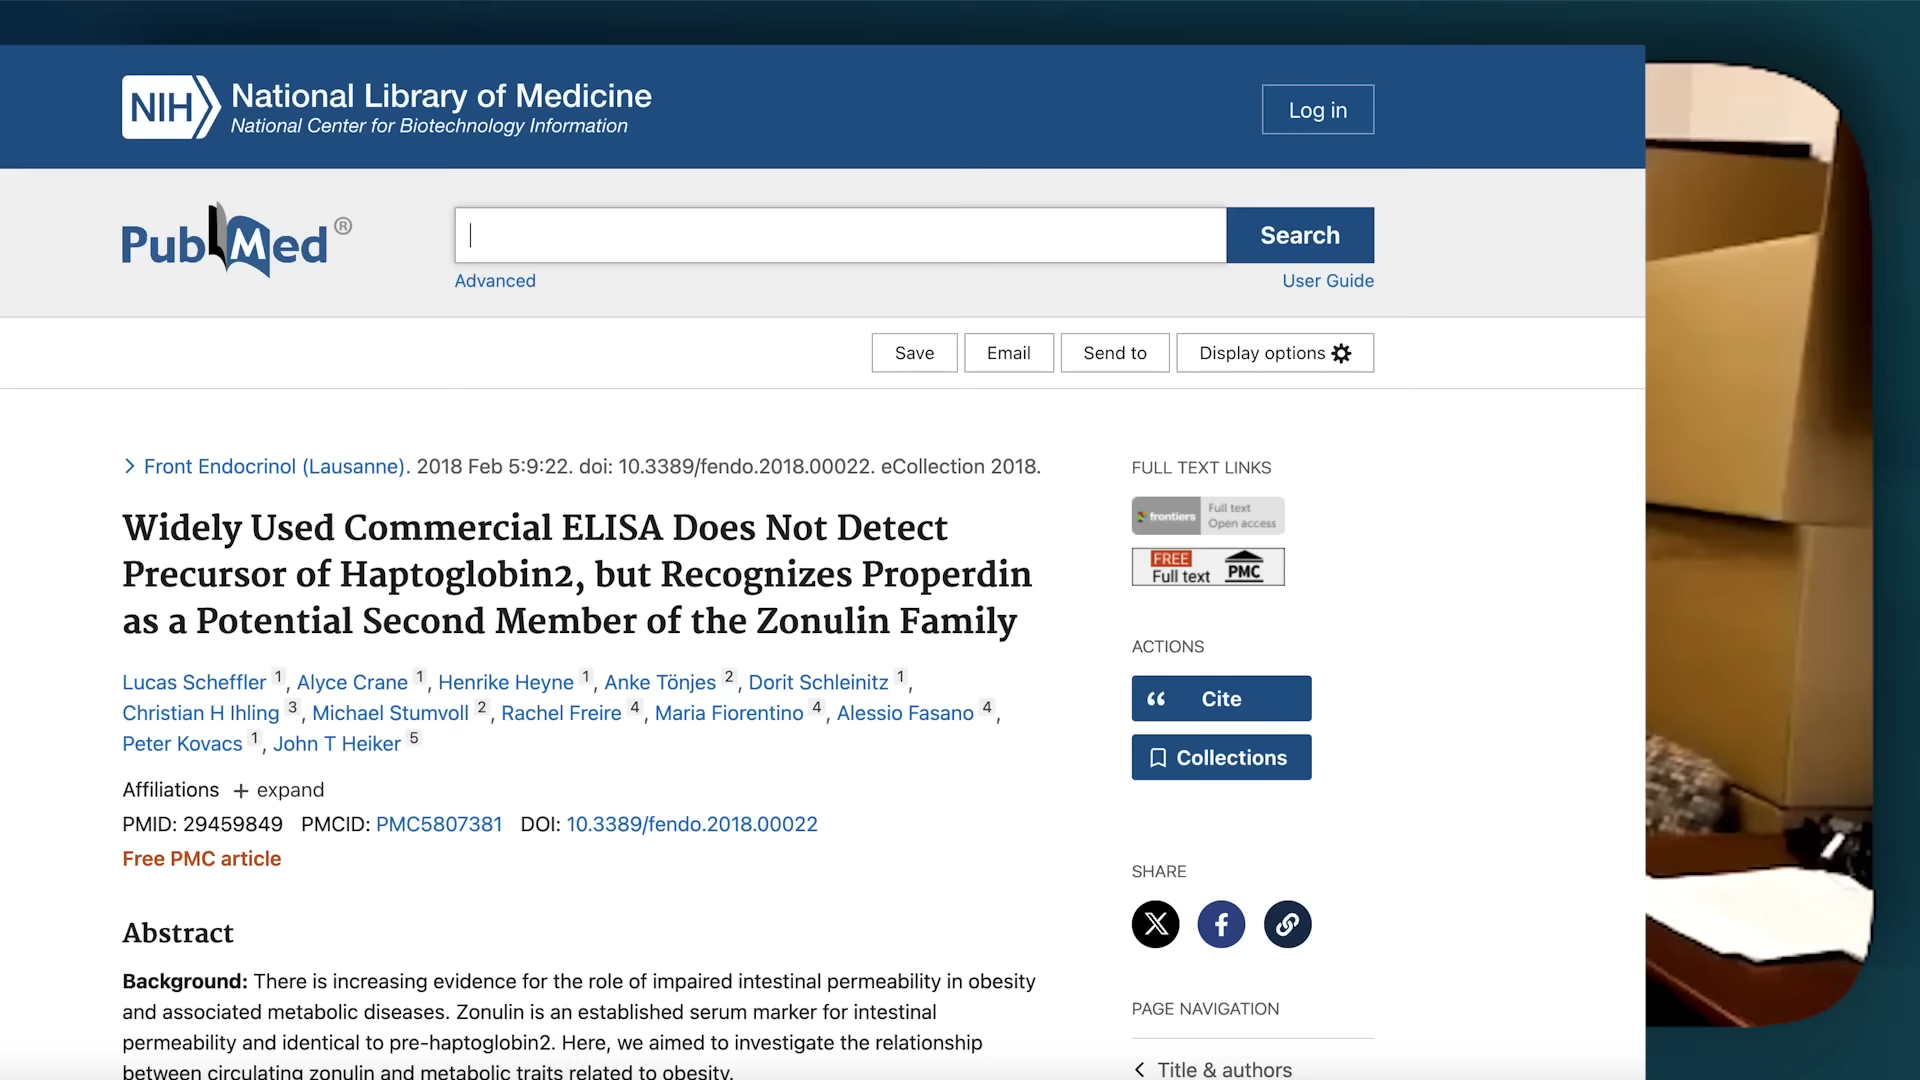 NIH National Library of Medicine
National Center for Biotechnology Information
Log in
PubMed®
Search
Advanced
User Guide
Save
Email
Send to
Display options
Front Endocrinol (Lausanne). 2018 Feb 5:9:22. doi: 10.3389/fendo.2018.00022. eCollection 2018.
Widely Used Commercial ELISA Does Not Detect
Precursor of Haptoglobin2, but Recognizes Properdin
as a Potential Second Member of the Zonulin Family
Lucas Scheffler 1, Alyce Crane 1, Henrike Heyne 1, Anke Tönjes 2, Dorit Schleinitz 1,
Christian H Ihling 3, Michael Stumvoll 2, Rachel Freire 4, Maria Fiorentino 4, Alessio Fasano 4,
Peter Kovacs 1, John T Heiker 5
Affiliations + expand
PMID: 29459849 PMCID: PMC5807381 DOI: 10.3389/fendo.2018.00022
Free PMC article
Abstract
Background: There is increasing evidence for the role of impaired intestinal permeability in obesity
and associated metabolic diseases. Zonulin is an established serum marker for intestinal
permeability and identical to pre-haptoglobin2. Here, we aimed to investigate the relationship
between circulating zonulin and metabolic traits related to obesity.
FULL TEXT LINKS
frontiers Full text
Open access
FREE
Full text PMC
ACTIONS
Cite
Collections
SHARE
PAGE NAVIGATION
Title & authors